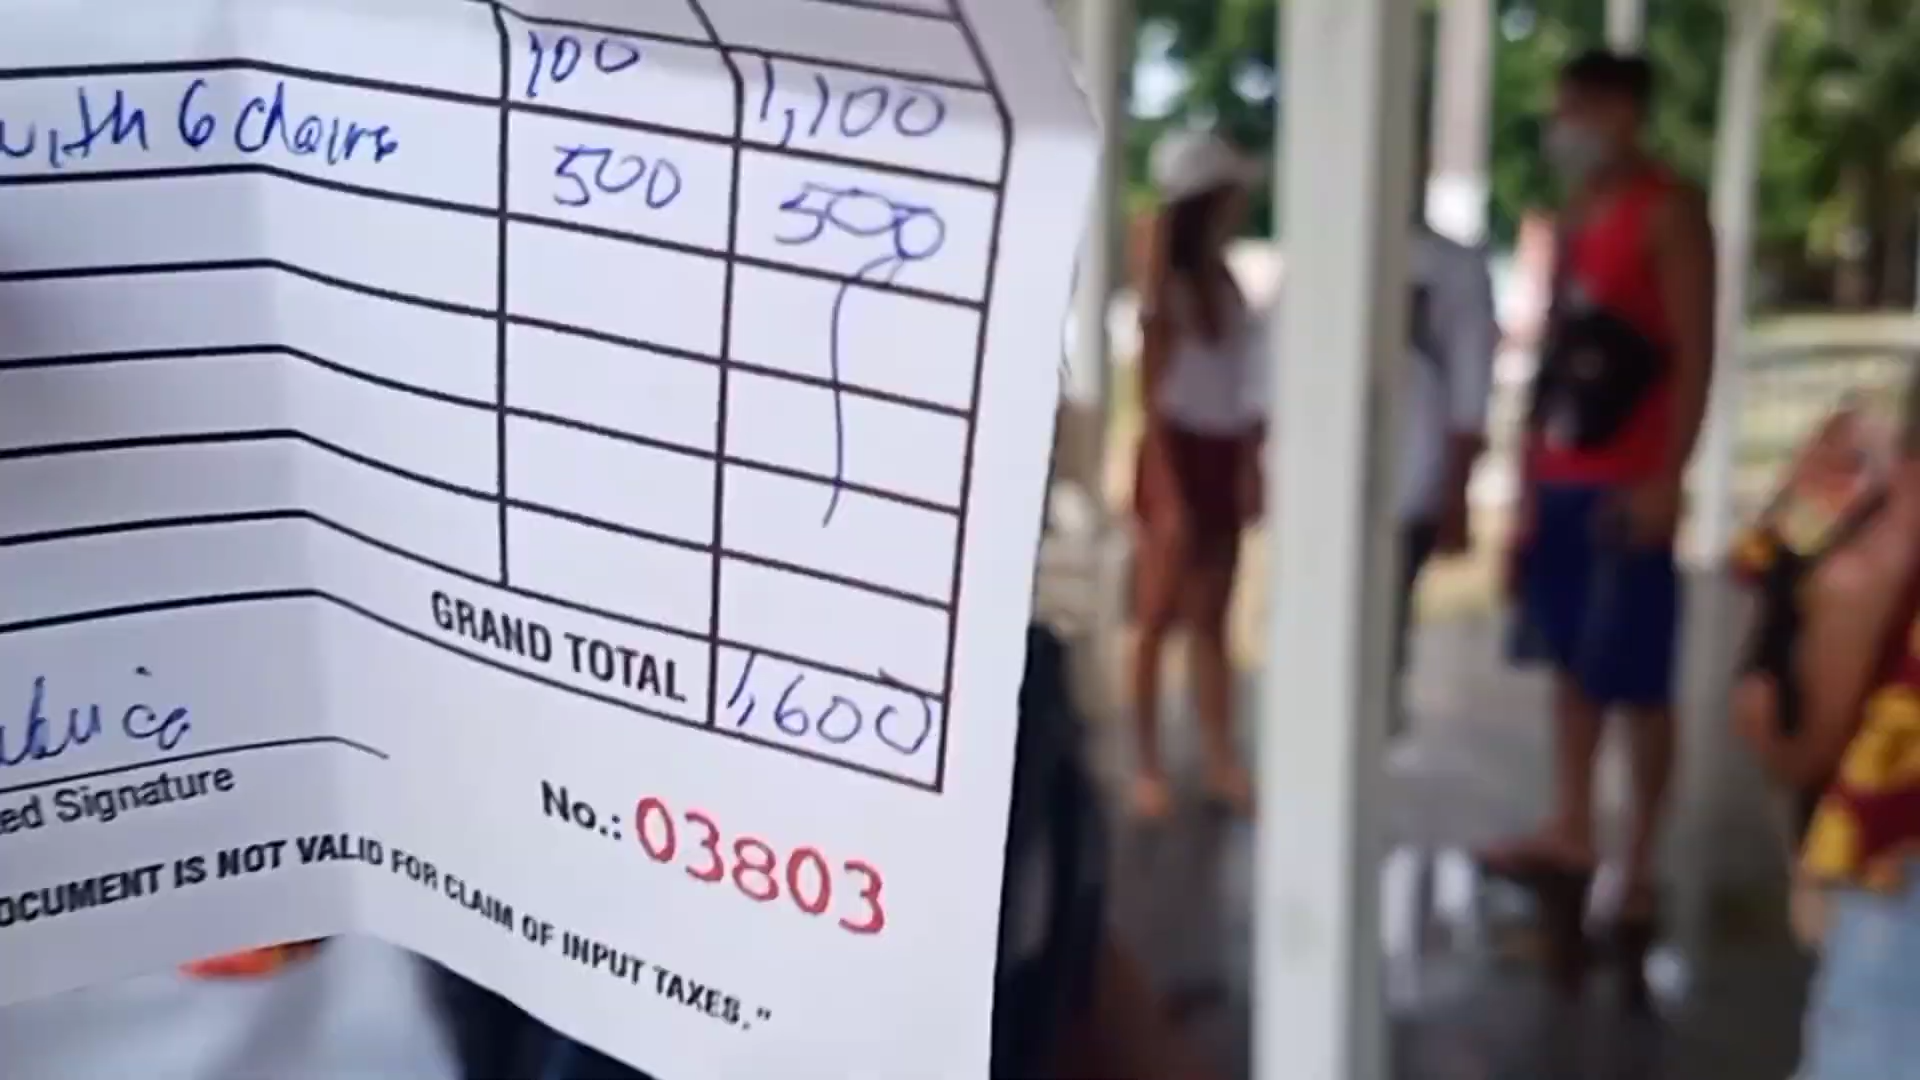 100 1,100
with 6 chairs 500 500
GRAND TOTAL 1,600
ed Signature
No.: 03803
OCUMENT IS NOT VALID FOR CLAIM OF INPUT TAXES."